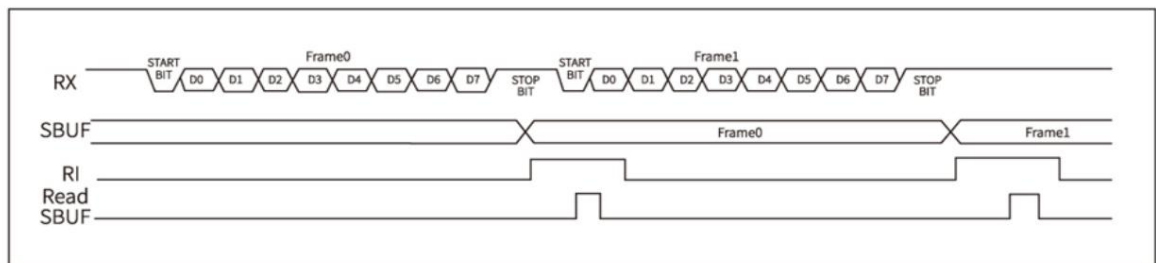 Frame0 Frame1
START BIT D0 D1 D2 D3 D4 D5 D6 D7 STOP BIT START BIT D0 D1 D2 D3 D4 D5 D6 D7 STOP BIT
RX
SBUF Frame0 Frame1
RI
Read
SBUF